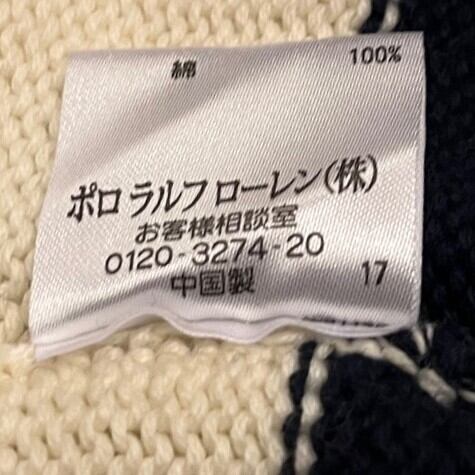 綿 100%
ポロ ラルフ ローレン(株)
お客様相談室
0120-3274-20
中国製 17